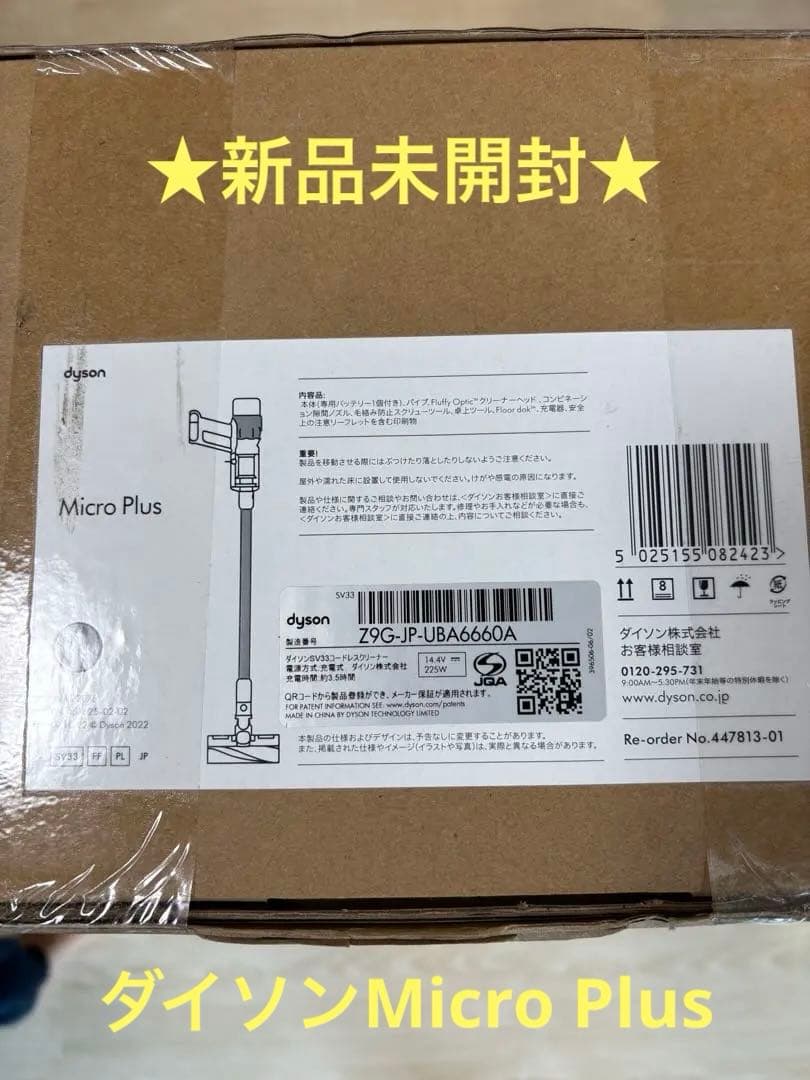 ★新品未開封★
dyson
Micro Plus
内容品:
本体(専用バッテリー1個付き)、パイプ、Fluffy Optic™クリーナーヘッド、コンビネーシ
ョン隙間ノズル、毛絡み防止スクリューツール、卓上ツール、Floor dok™、充電器、安全
上の注意リーフレットを含む印刷物
重要!
製品を移動させる際にはぶつけたり落としたりしないようご注意ください。
屋外や濡れた床に設置して使用しないでください。けがや感電の原因になります。
製品や仕様に関するご相談やお問い合わせは、<ダイソンお客様相談室>に直接ご
連絡ください。専門スタッフが対応いたします。修理やお手入れなどが必要な場合も、
<ダイソンお客様相談室>に直接ご連絡の上、内容についてご相談ください。
5 025155 082423 >
8
SV33
dyson
製造番号
Z9G-JP-UBA6660A
ダイソンSV33コードレスクリーナー
電源方式:充電式 ダイソン株式会社
充電時間:約3.5時間
14.4V
225W
JQA
QRコードから製品登録ができ、メーカー保証が適用されます。
FOR PATENT INFORMATION SEE: www.dyson.com/patents
MADE IN CHINA BY DYSON TECHNOLOGY LIMITED
396506-06/02
ダイソン株式会社
お客様相談室
0120-295-731
9:00AM~5:30PM(年末年始等の特別休暇を除く)
www.dyson.co.jp
Re-order No.447813-01
© Dyson 2022
SV33 FF PL JP
本製品の仕様およびデザインは、予告なしに変更することがあります。
また、掲載された仕様やイメージ(イラストや写真)は、実際と異なる場合があります。
ダイソンMicro Plus